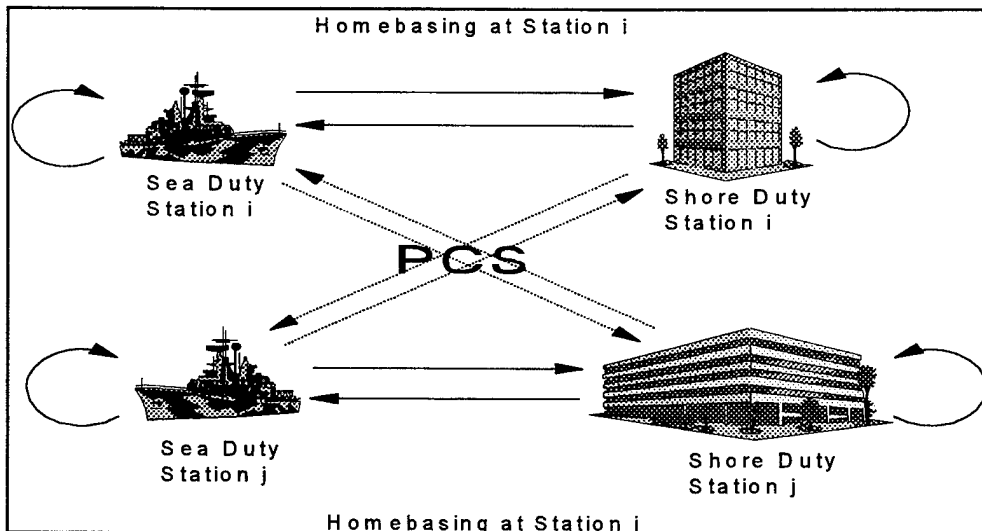 Homebasing at Station i
Sea Duty
Station i
Shore Duty
Station i
PCS
Sea Duty
Station j
Shore Duty
Station j
Homebasing at Station j